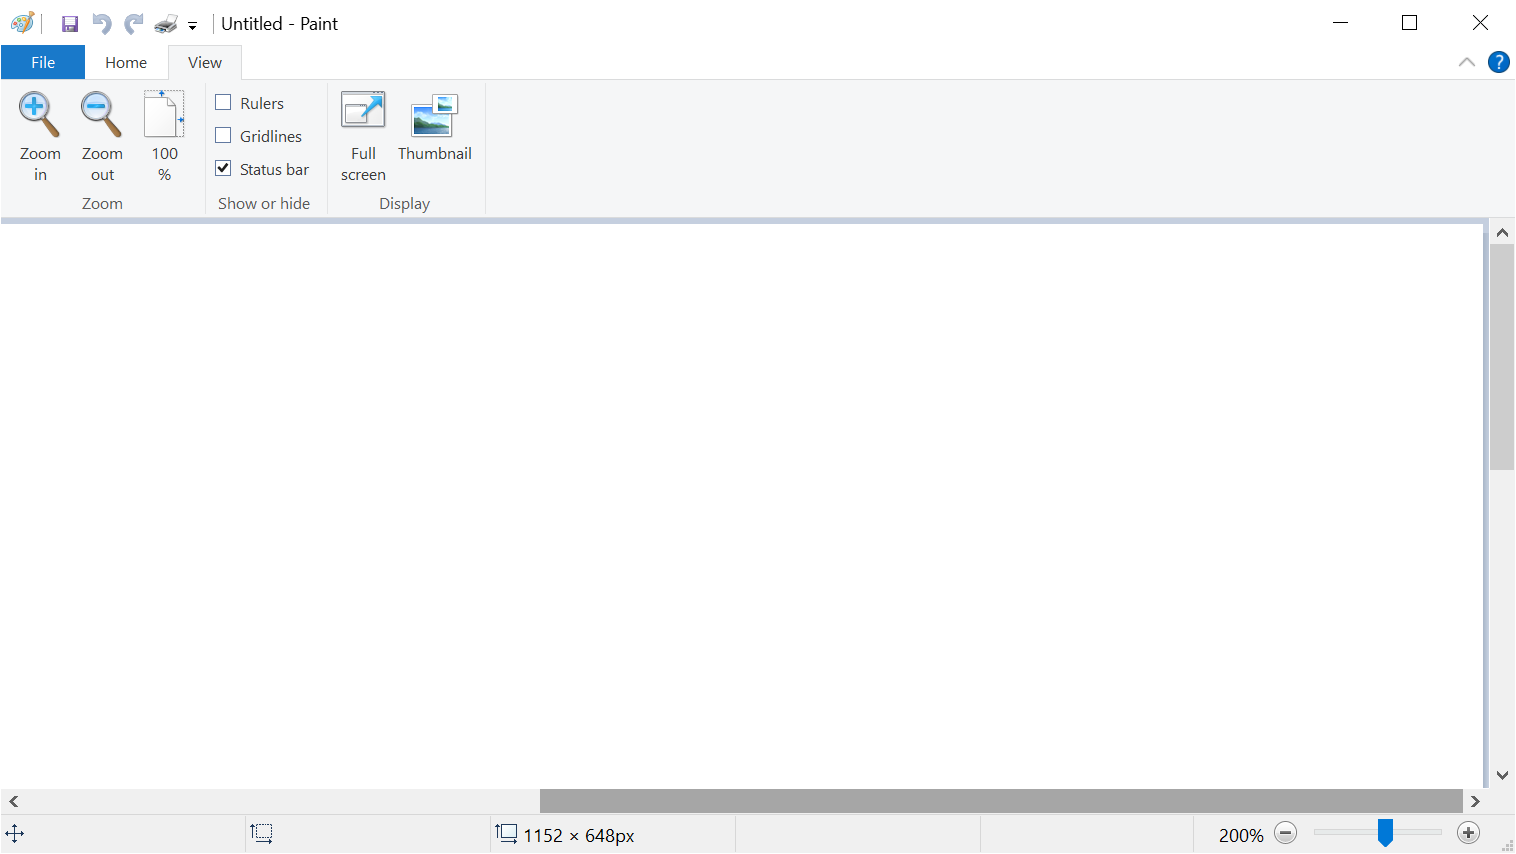 Untitled - Paint
File
Home
View
?
Zoom in
Zoom out
100 %
Rulers
Gridlines
Status bar
Full screen
Thumbnail
Zoom
Show or hide
Display
1152 × 648px
200%